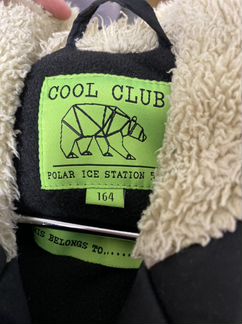 COOL CLUB
POLAR ICE STATION 5
164
IS BELONGS TO